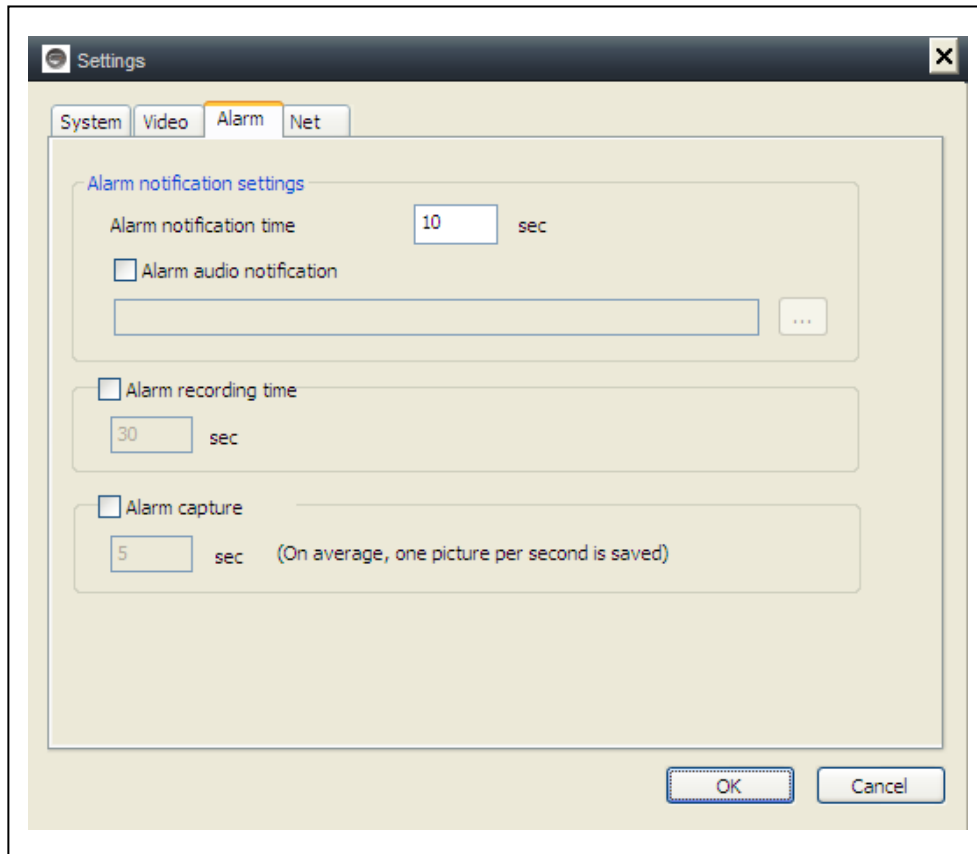 Settings
System Video Alarm Net
Alarm notification settings
Alarm notification time 10 sec
Alarm audio notification
...
Alarm recording time
30 sec
Alarm capture
5 sec (On average, one picture per second is saved)
OK Cancel